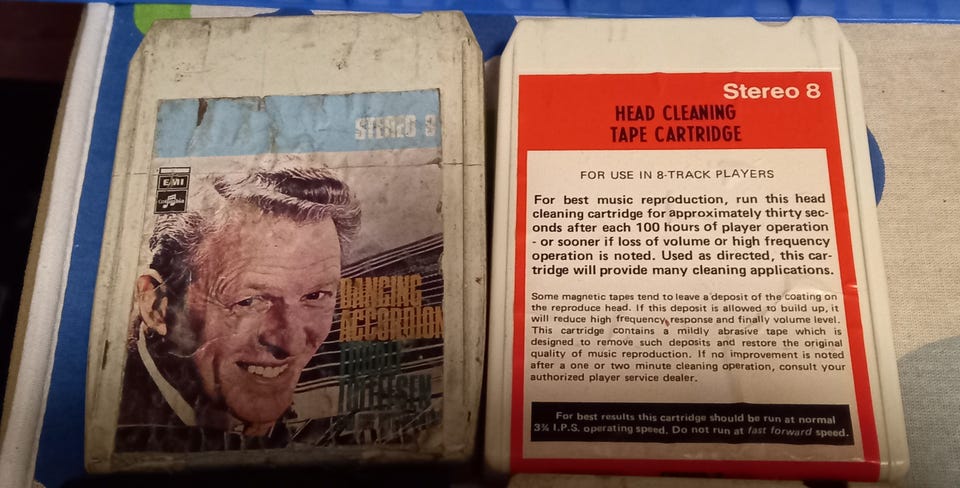 STEREO 8
EMI
Columbia
DANCING
ACCORDION
TORALF
TOLLEFSEN
Stereo 8
HEAD CLEANING
TAPE CARTRIDGE
FOR USE IN 8-TRACK PLAYERS
For best music reproduction, run this head
cleaning cartridge for approximately thirty sec-
onds after each 100 hours of player operation
- or sooner if loss of volume or high frequency
operation is noted. Used as directed, this car-
tridge will provide many cleaning applications.
Some magnetic tapes tend to leave a deposit of the coating on
the reproduce head. If this deposit is allowed to build up, it
will reduce high frequency response and finally volume level.
This cartridge contains a mildly abrasive tape which is
designed to remove such deposits and restore the original
quality of music reproduction. If no improvement is noted
after a one or two minute cleaning operation, consult your
authorized player service dealer.
For best results this cartridge should be run at normal
3¾ I.P.S. operating speed. Do not run at fast forward speed.